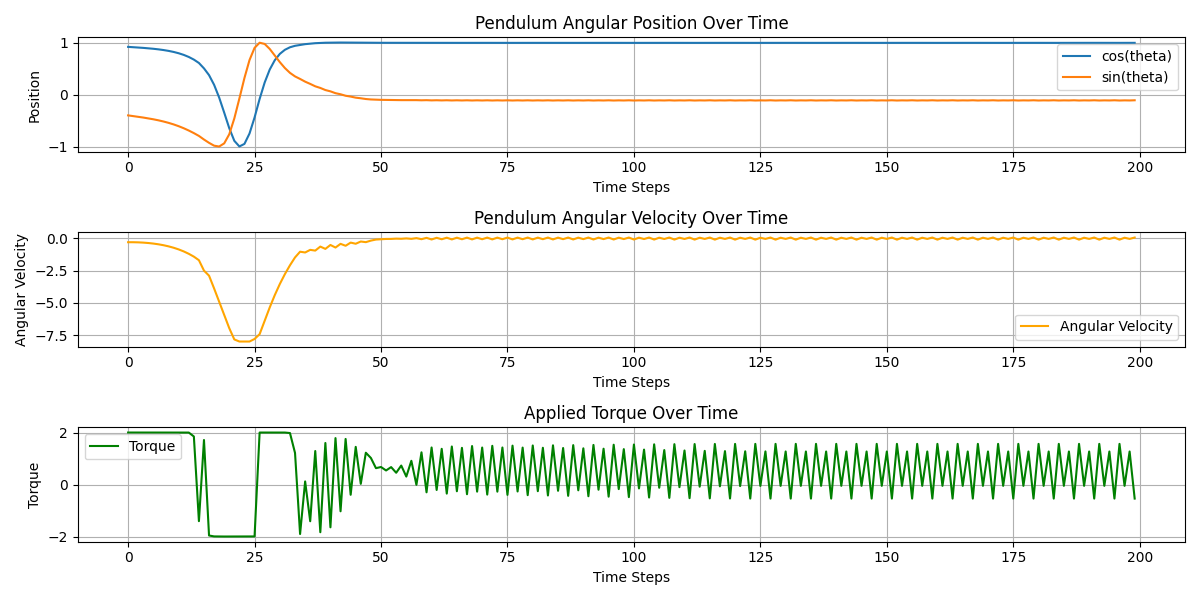 Pendulum Angular Position Over Time
1
0
−1
Position
cos(theta)
sin(theta)
0 25 50 75 100 125 150 175 200
Time Steps
Pendulum Angular Velocity Over Time
0.0
−2.5
−5.0
−7.5
Angular Velocity
Angular Velocity
0 25 50 75 100 125 150 175 200
Time Steps
Applied Torque Over Time
2
0
−2
Torque
Torque
0 25 50 75 100 125 150 175 200
Time Steps